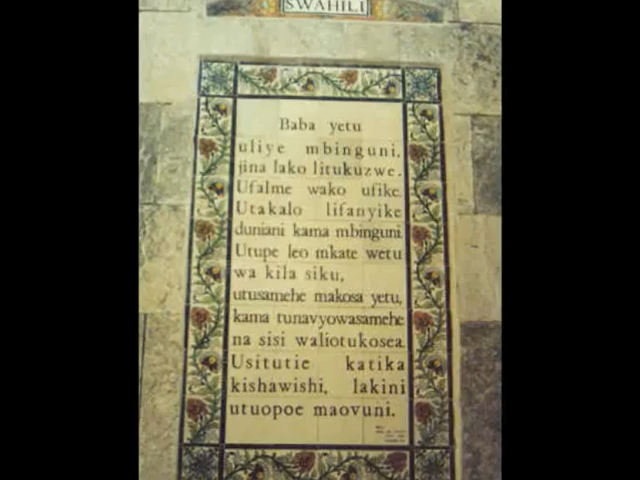 SWAHILI
Baba yetu
uliye mbinguni,
jina lako litukuzwe.
Ufalme wako ufike.
Utakalo lifanyike
duniani kama mbinguni.
Utupe leo mkate wetu
wa kila siku,
utusamehe makosa yetu,
kama tunavyowasamehe
na sisi waliotukosea.
Usitutie katika
kishawishi, lakini
utuopoe maovuni.